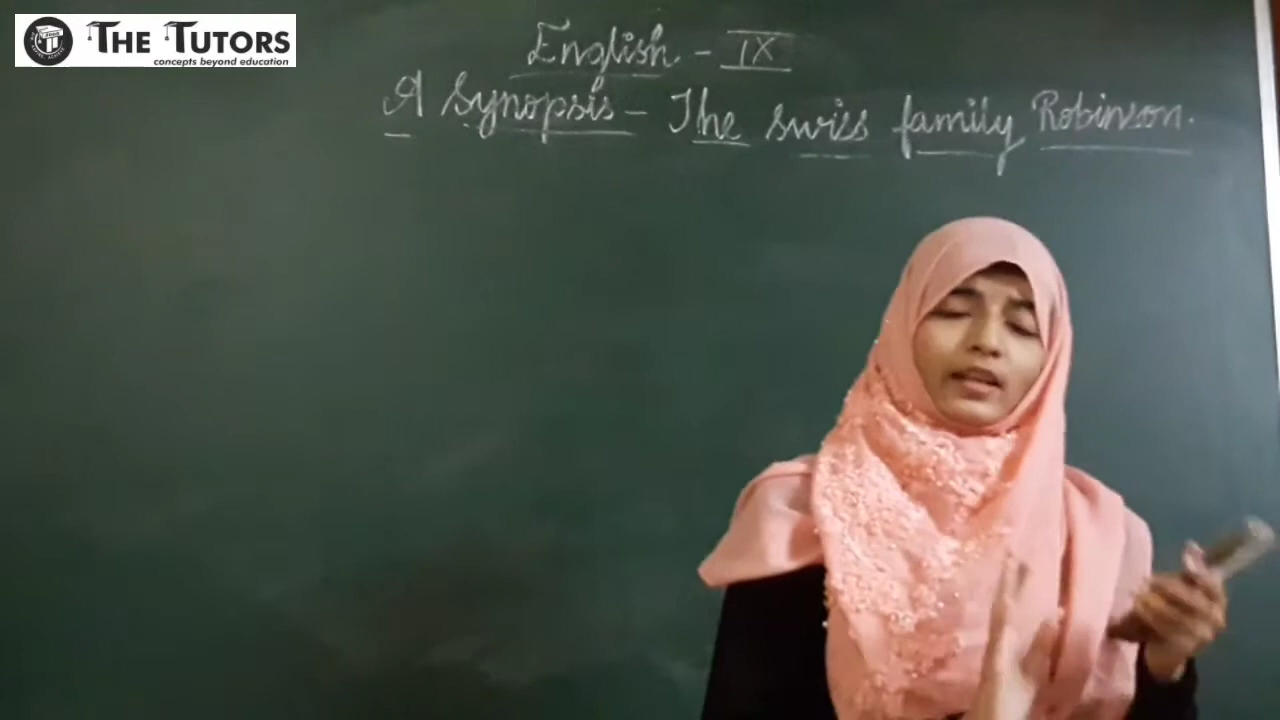 THE TUTORS
concepts beyond education
English - IX
A Synopsis - The swiss family Robinson.